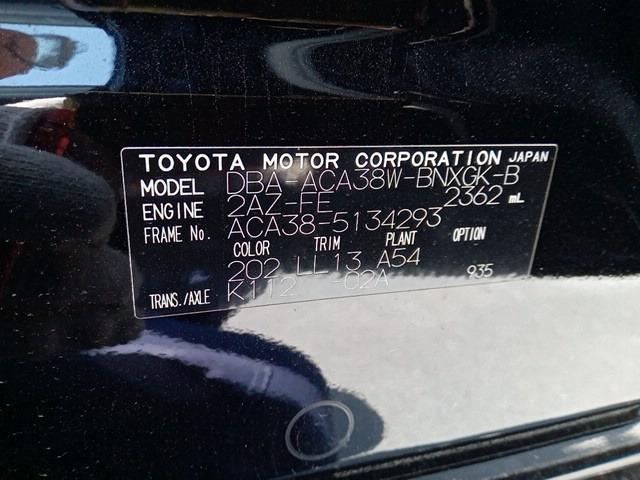 TOYOTA MOTOR CORPORATION JAPAN
MODEL DBA-ACA38W-BNXGK-B
ENGINE 2AZ-FE 2362 mL
FRAME No. ACA38-5134293
COLOR TRIM PLANT OPTION
202 LL13 A54
TRANS./AXLE K112 -02A 935